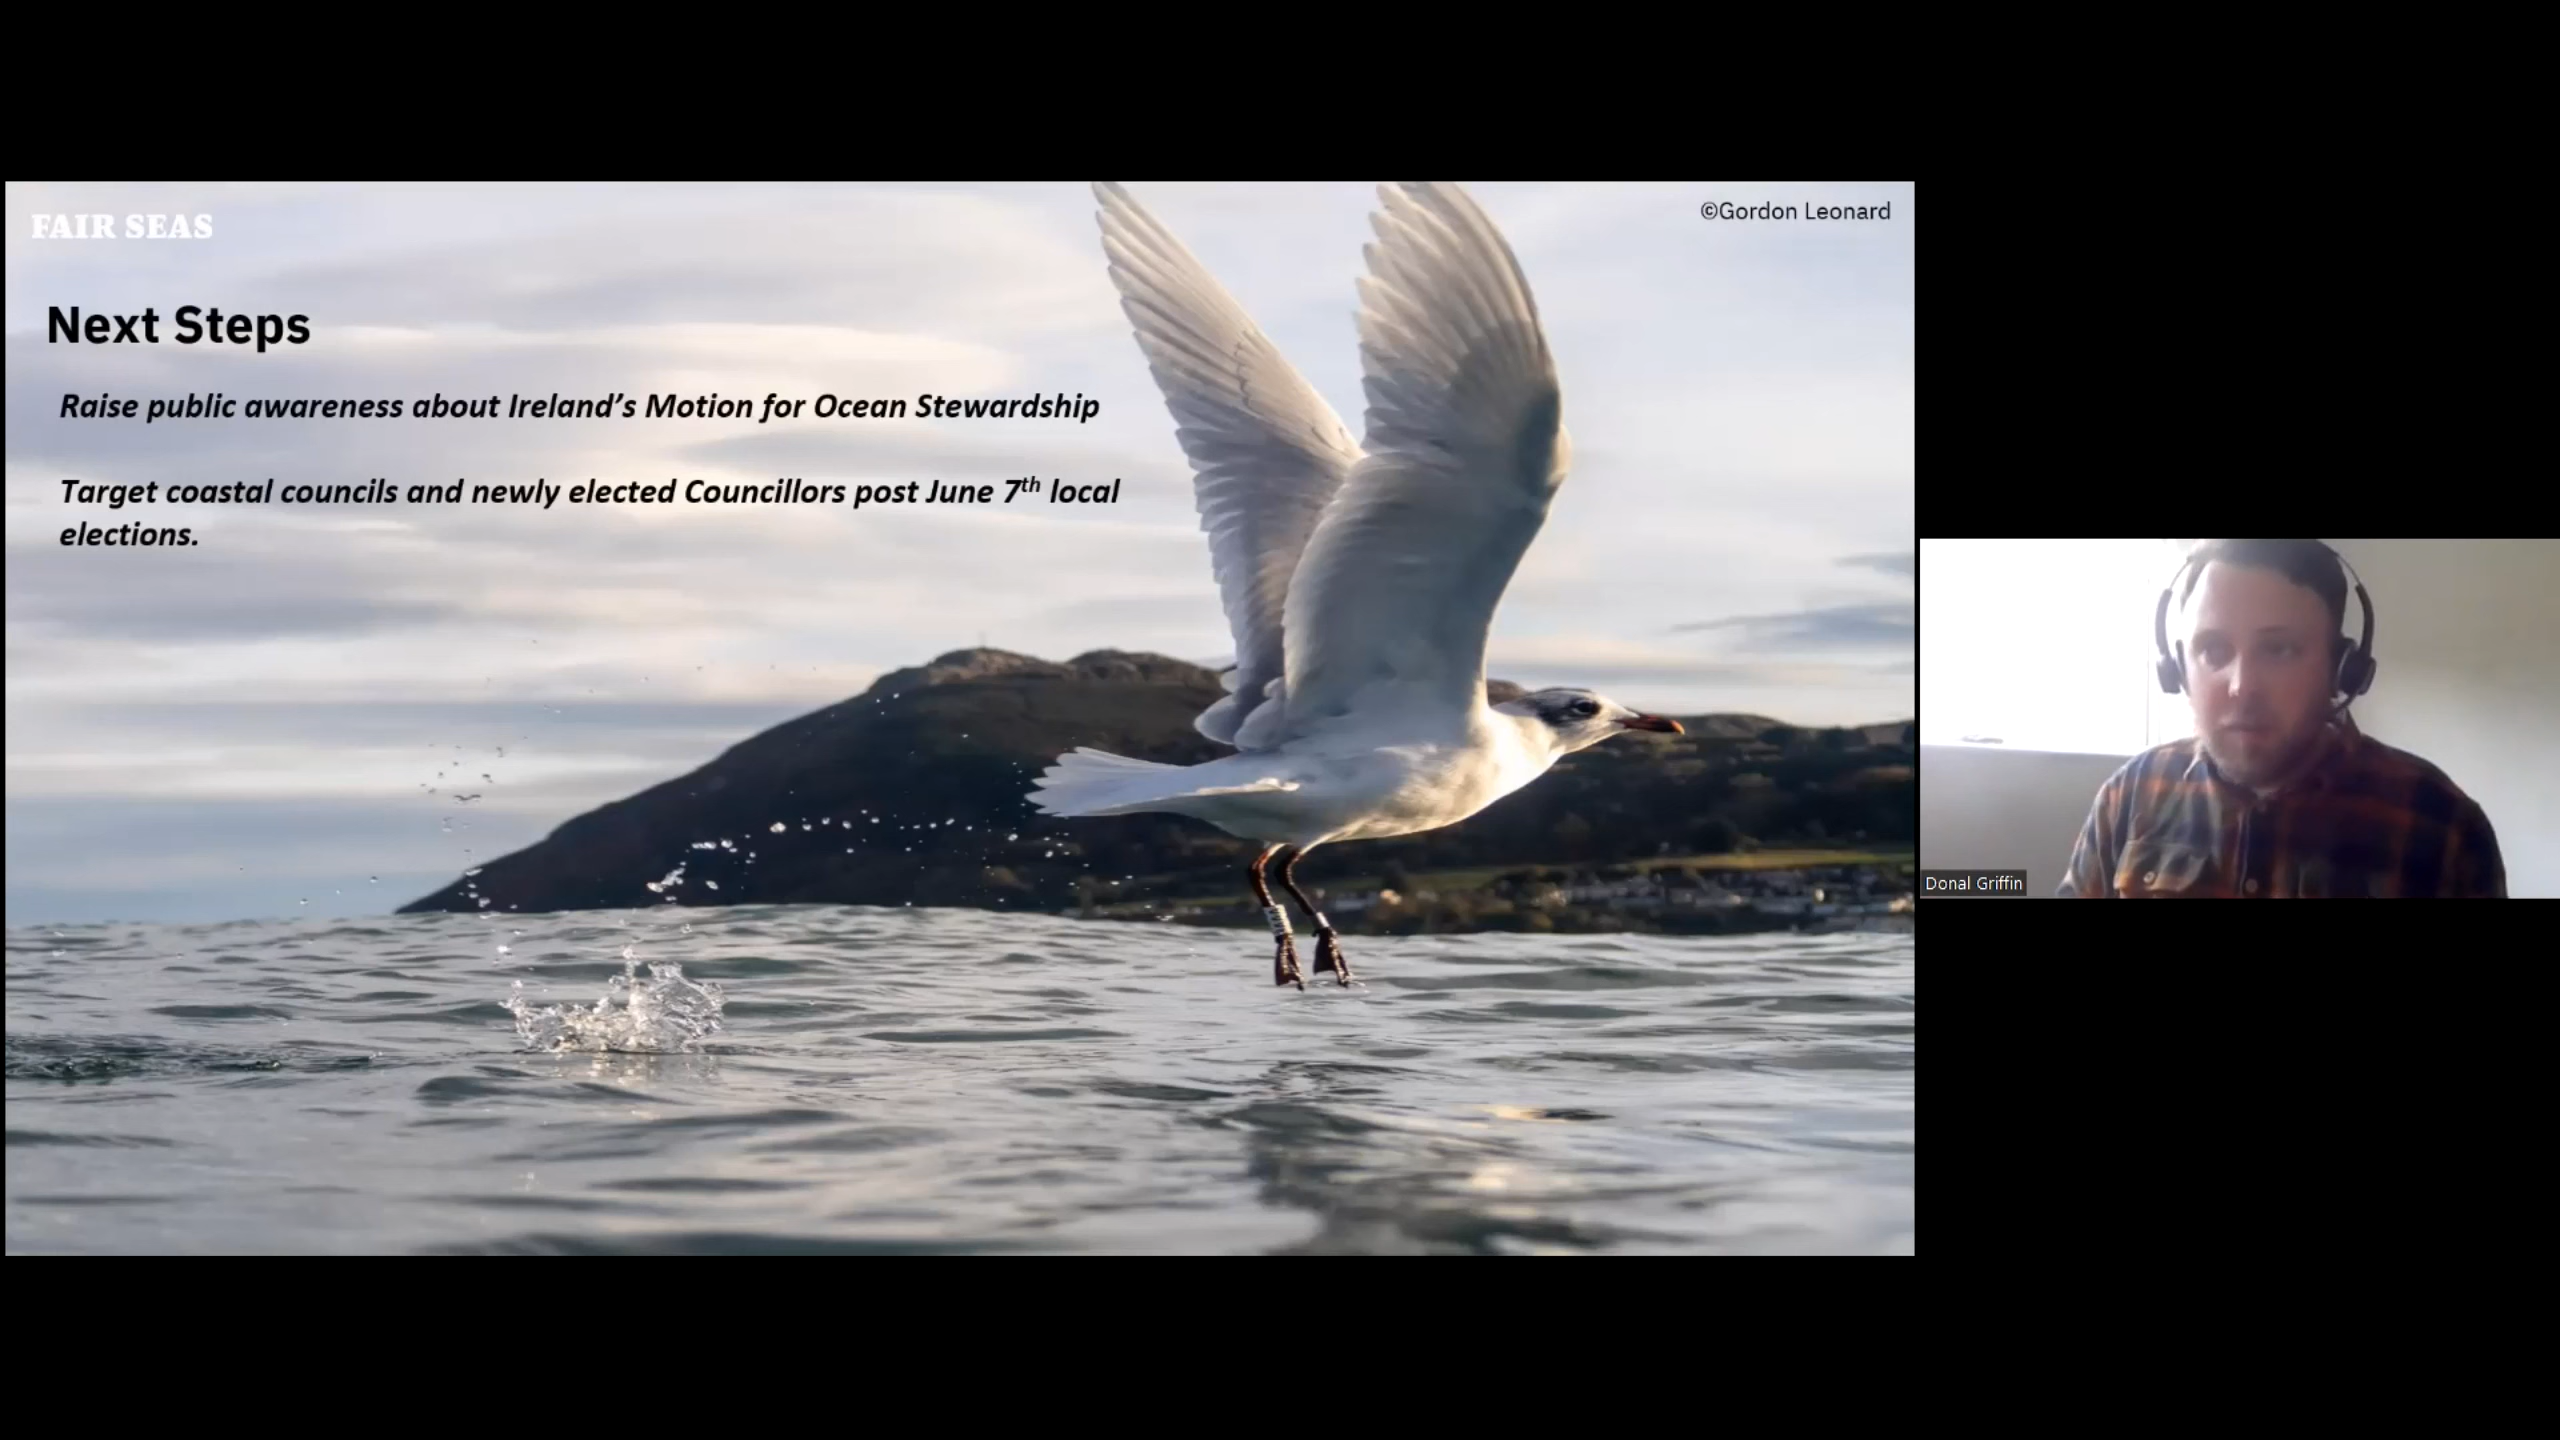 FAIR SEAS
©Gordon Leonard
Next Steps
Raise public awareness about Ireland’s Motion for Ocean Stewardship
Target coastal councils and newly elected Councillors post June 7th local
elections.
Donal Griffin